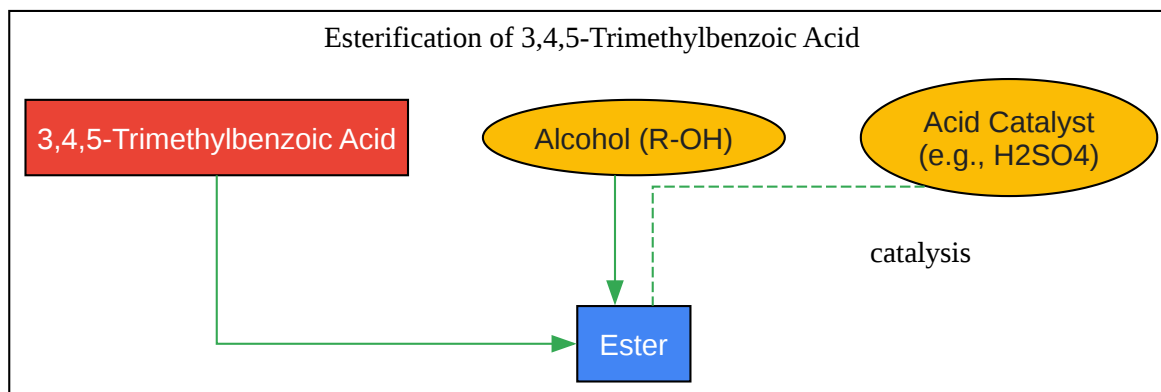 Esterification of 3,4,5-Trimethylbenzoic Acid
3,4,5-Trimethylbenzoic Acid
Alcohol (R-OH)
Acid Catalyst
(e.g., H2SO4)
catalysis
Ester